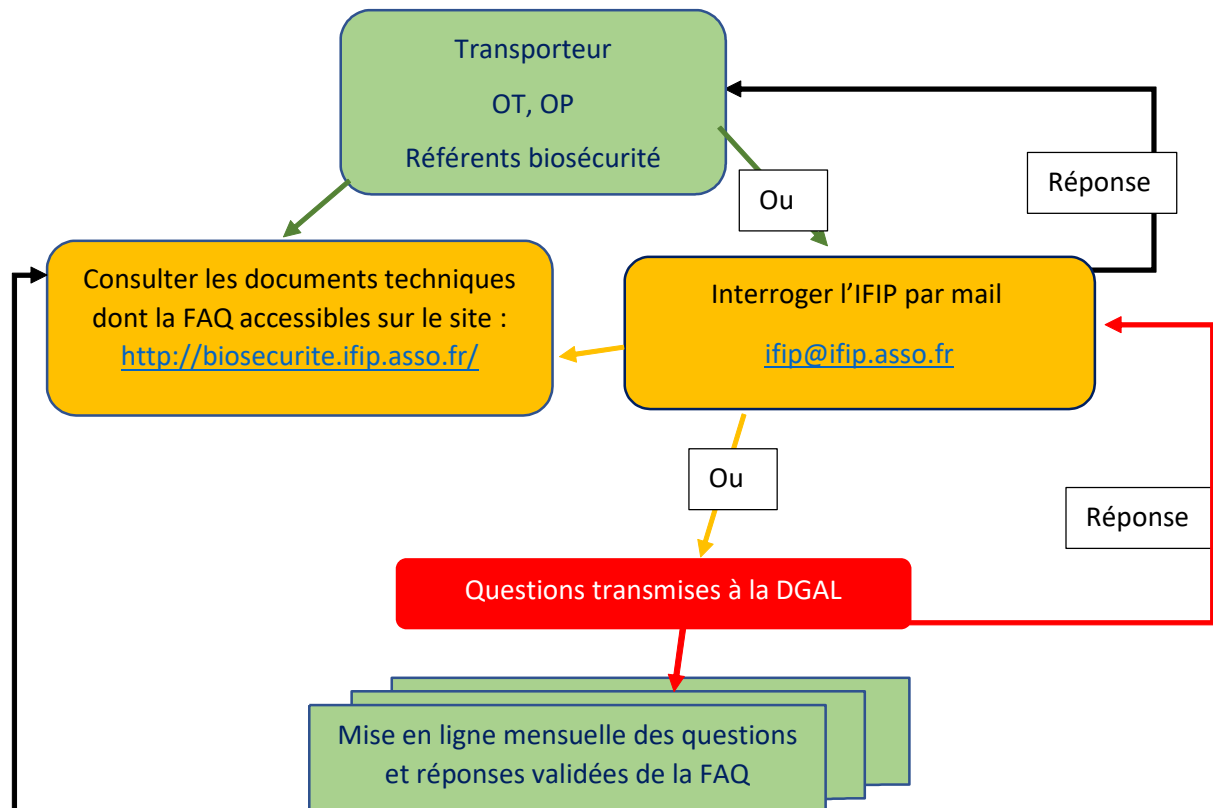 Transporteur
OT, OP
Référents biosécurité
Ou
Réponse
Consulter les documents techniques
dont la FAQ accessibles sur le site :
http://biosecurite.ifip.asso.fr/
Interroger l’IFIP par mail
ifip@ifip.asso.fr
Ou
Réponse
Questions transmises à la DGAL
Mise en ligne mensuelle des questions
et réponses validées de la FAQ